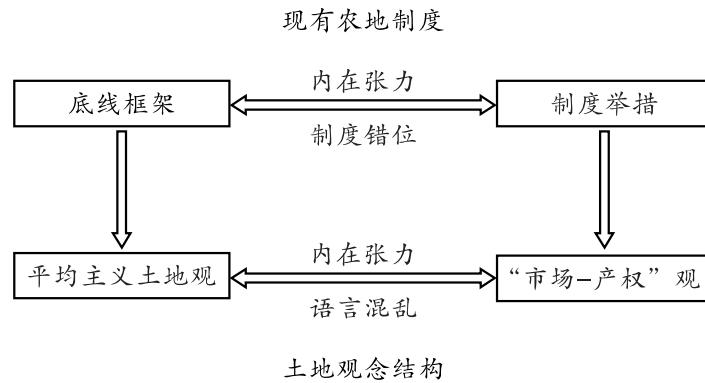 现有农地制度
底线框架
内在张力
制度错位
制度举措
平均主义土地观
内在张力
语言混乱
“市场–产权”观
土地观念结构